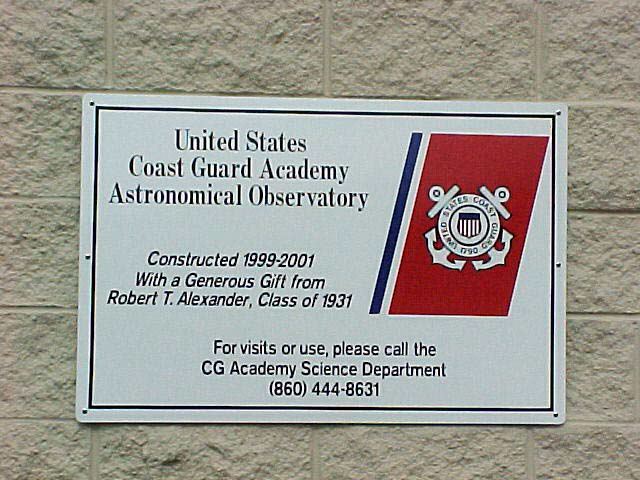 United States
Coast Guard Academy
Astronomical Observatory
Constructed 1999-2001
With a Generous Gift from
Robert T. Alexander, Class of 1931
For visits or use, please call the
CG Academy Science Department
(860) 444-8631
UNITED STATES COAST GUARD
1790